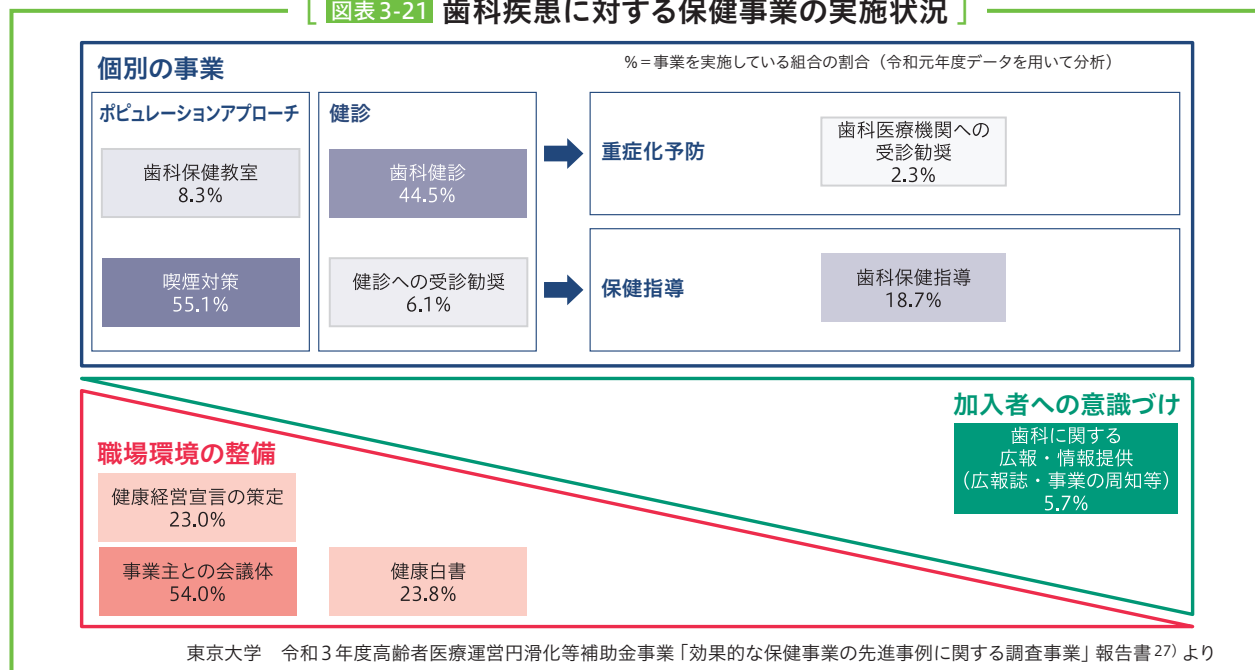 図表3-21 歯科疾患に対する保健事業の実施状況
個別の事業
%=事業を実施している組合の割合（令和元年度データを用いて分析）
ポピュレーションアプローチ
歯科保健教室
8.3%
喫煙対策
55.1%
健診
歯科健診
44.5%
健診への受診勧奨
6.1%
重症化予防
歯科医療機関への
受診勧奨
2.3%
保健指導
歯科保健指導
18.7%
加入者への意識づけ
歯科に関する
広報・情報提供
（広報誌・事業の周知等）
5.7%
職場環境の整備
健康経営宣言の策定
23.0%
事業主との会議体
54.0%
健康白書
23.8%
東京大学　令和3年度高齢者医療運営円滑化等補助金事業「効果的な保健事業の先進事例に関する調査事業」報告書27)より